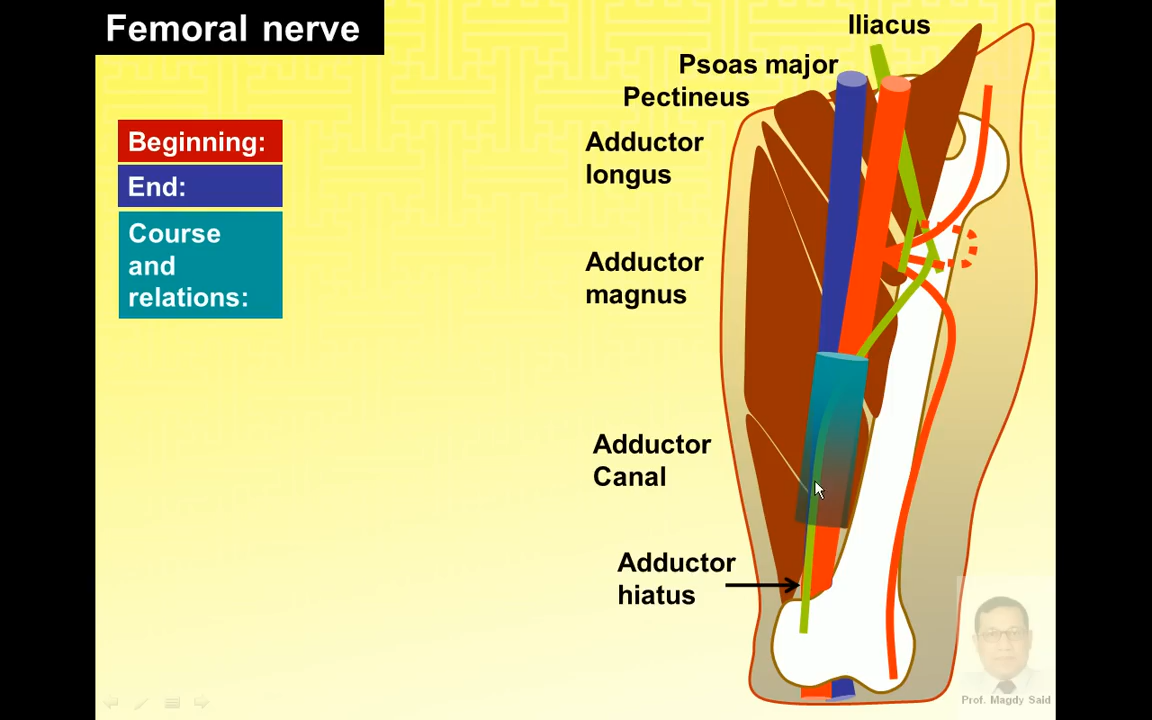 Femoral nerve
Iliacus
Psoas major
Pectineus
Beginning:
Adductor
longus
End:
Course
and
relations:
Adductor
magnus
Adductor
Canal
Adductor
hiatus
Prof. Magdy Said